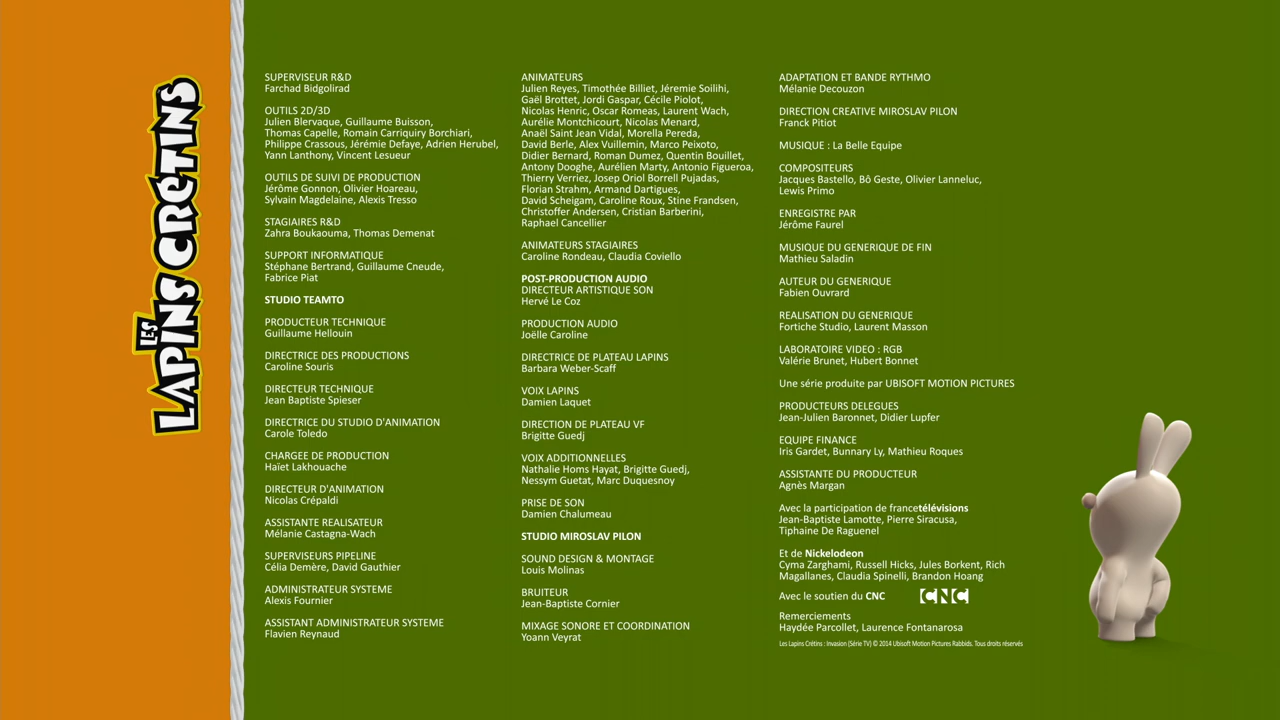 LES
LAPINS CRÉTINS
SUPERVISEUR R&D
Farchad Bidgolirad
OUTILS 2D/3D
Julien Blervaque, Guillaume Buisson,
Thomas Capelle, Romain Carriquiry Borchiari,
Philippe Crassous, Jérémie Defaye, Adrien Herubel,
Yann Lanthony, Vincent Lesueur
OUTILS DE SUIVI DE PRODUCTION
Jérôme Gonnon, Olivier Hoareau,
Sylvain Magdelaine, Alexis Tresso
STAGIAIRES R&D
Zahra Boukaouma, Thomas Demenat
SUPPORT INFORMATIQUE
Stéphane Bertrand, Guillaume Cneude,
Fabrice Piat
STUDIO TEAMTO
PRODUCTEUR TECHNIQUE
Guillaume Hellouin
DIRECTRICE DES PRODUCTIONS
Caroline Souris
DIRECTEUR TECHNIQUE
Jean Baptiste Spieser
DIRECTRICE DU STUDIO D'ANIMATION
Carole Toledo
CHARGEE DE PRODUCTION
Haïet Lakhouache
DIRECTEUR D'ANIMATION
Nicolas Crépaldi
ASSISTANTE REALISATEUR
Mélanie Castagna-Wach
SUPERVISEURS PIPELINE
Célia Demère, David Gauthier
ADMINISTRATEUR SYSTEME
Alexis Fournier
ASSISTANT ADMINISTRATEUR SYSTEME
Flavien Reynaud
ANIMATEURS
Julien Reyes, Timothée Billiet, Jéremie Soilihi,
Gaël Brottet, Jordi Gaspar, Cécile Piolot,
Nicolas Henric, Oscar Romeas, Laurent Wach,
Aurélie Montchicourt, Nicolas Menard,
Anaël Saint Jean Vidal, Morella Pereda,
David Berle, Alex Vuillemin, Marco Peixoto,
Didier Bernard, Roman Dumez, Quentin Bouillet,
Antony Dooghe, Aurélien Marty, Antonio Figueroa,
Thierry Verriez, Josep Oriol Borrell Pujadas,
Florian Strahm, Armand Dartigues,
David Scheigam, Caroline Roux, Stine Frandsen,
Christoffer Andersen, Cristian Barberini,
Raphael Cancellier
ANIMATEURS STAGIAIRES
Caroline Rondeau, Claudia Coviello
POST-PRODUCTION AUDIO
DIRECTEUR ARTISTIQUE SON
Hervé Le Coz
PRODUCTION AUDIO
Joëlle Caroline
DIRECTRICE DE PLATEAU LAPINS
Barbara Weber-Scaff
VOIX LAPINS
Damien Laquet
DIRECTION DE PLATEAU VF
Brigitte Guedj
VOIX ADDITIONNELLES
Nathalie Homs Hayat, Brigitte Guedj,
Nessym Guetat, Marc Duquesnoy
PRISE DE SON
Damien Chalumeau
STUDIO MIROSLAV PILON
SOUND DESIGN & MONTAGE
Louis Molinas
BRUITEUR
Jean-Baptiste Cornier
MIXAGE SONORE ET COORDINATION
Yoann Veyrat
ADAPTATION ET BANDE RYTHMO
Mélanie Decouzon
DIRECTION CREATIVE MIROSLAV PILON
Franck Pitiot
MUSIQUE : La Belle Equipe
COMPOSITEURS
Jacques Bastello, Bô Geste, Olivier Lanneluc,
Lewis Primo
ENREGISTRE PAR
Jérôme Faurel
MUSIQUE DU GENERIQUE DE FIN
Mathieu Saladin
AUTEUR DU GENERIQUE
Fabien Ouvrard
REALISATION DU GENERIQUE
Fortiche Studio, Laurent Masson
LABORATOIRE VIDEO : RGB
Valérie Brunet, Hubert Bonnet
Une série produite par UBISOFT MOTION PICTURES
PRODUCTEURS DELEGUES
Jean-Julien Baronnet, Didier Lupfer
EQUIPE FINANCE
Iris Gardet, Bunnary Ly, Mathieu Roques
ASSISTANTE DU PRODUCTEUR
Agnès Margan
Avec la participation de francetélévisions
Jean-Baptiste Lamotte, Pierre Siracusa,
Tiphaine De Raguenel
Et de Nickelodeon
Cyma Zarghami, Russell Hicks, Jules Borkent, Rich
Magallanes, Claudia Spinelli, Brandon Hoang
Avec le soutien du CNC CNC
Remerciements
Haydée Parcollet, Laurence Fontanarosa
Les Lapins Crétins : Invasion (Série TV) © 2014 Ubisoft Motion Pictures Rabbids. Tous droits réservés